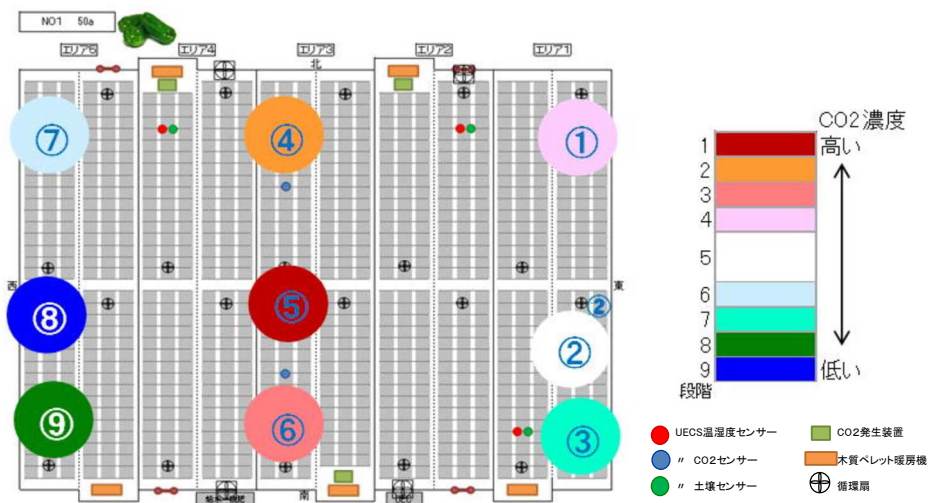 NO1 50a
エリア6 エリア4 エリア3 エリア2 エリア1
北
⑦ ④ ①
西 東
⑧ ⑤ ②
②
⑨ ⑥ ③
南
CO2濃度
1 高い
2
3
4
5
6
7
8
9 低い
段階
UECS温湿度センサー
〃 CO2センサー
〃 土壌センサー
CO2発生装置
木質ペレット暖房機
循環扇